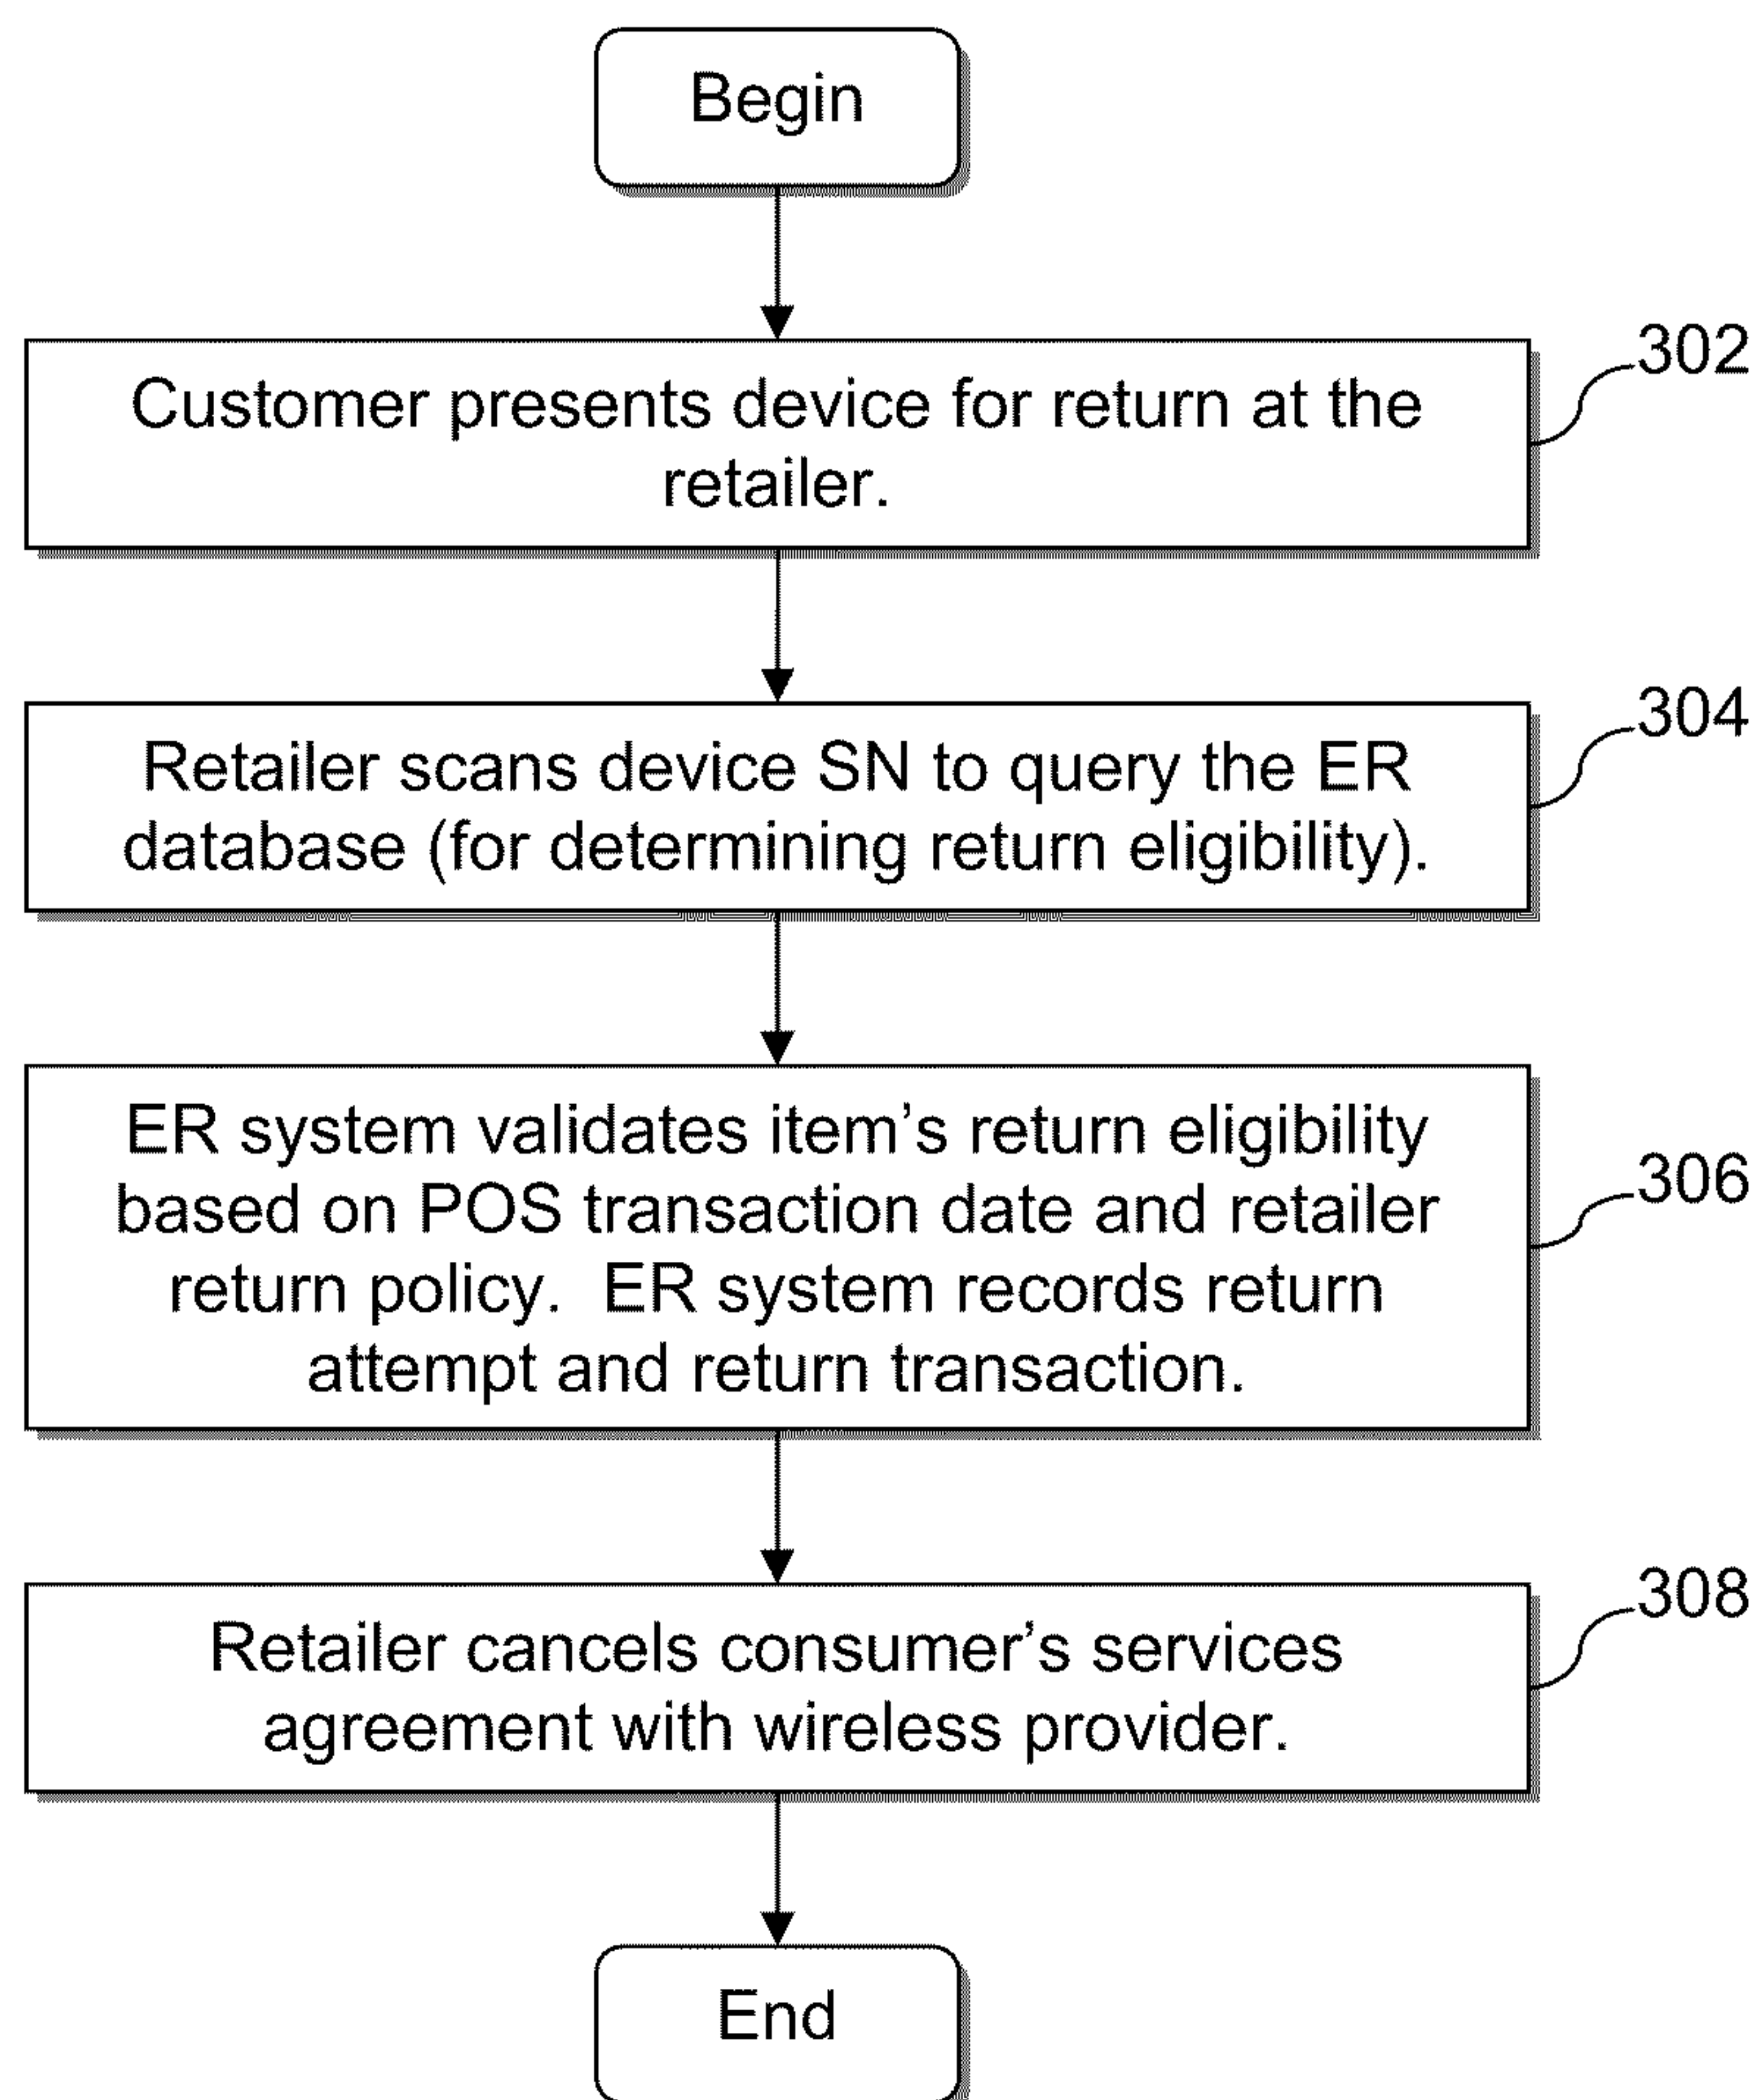 Begin
302
Customer presents device for return at the
retailer.
304
Retailer scans device SN to query the ER
database (for determining return eligibility).
306
ER system validates item’s return eligibility
based on POS transaction date and retailer
return policy.  ER system records return
attempt and return transaction.
308
Retailer cancels consumer’s services
agreement with wireless provider.
End